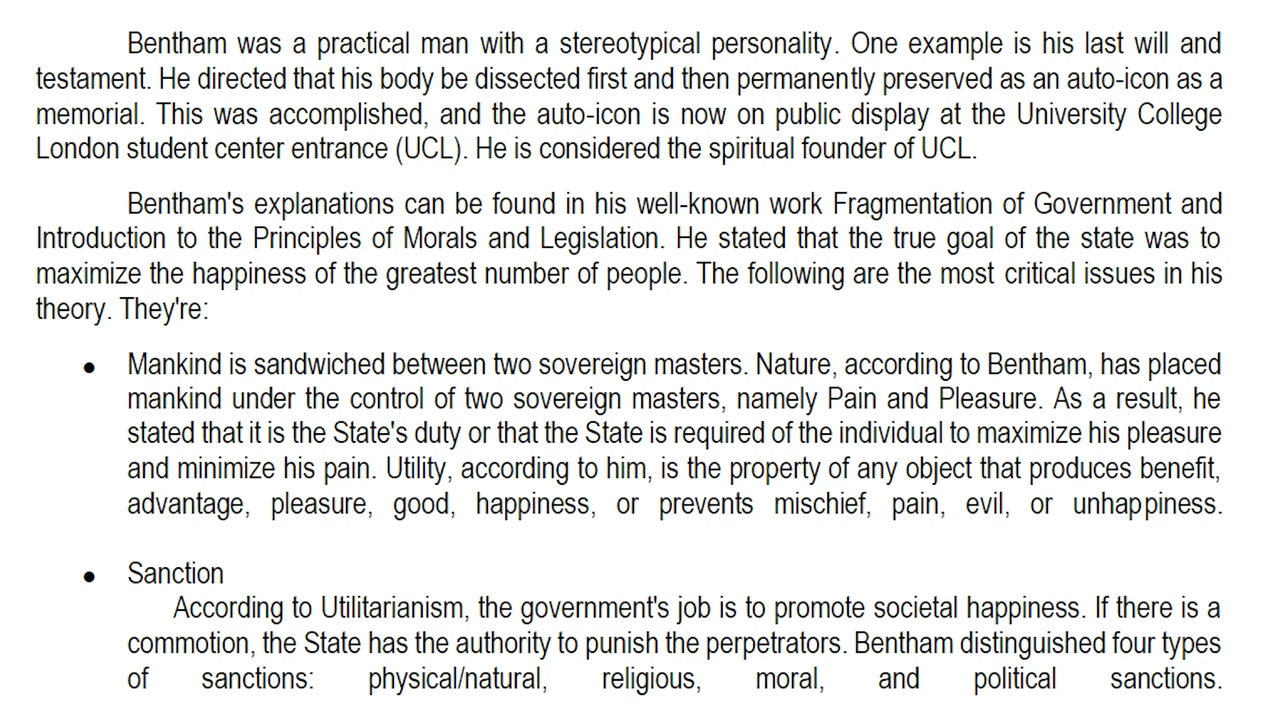 Bentham was a practical man with a stereotypical personality. One example is his last will and
testament. He directed that his body be dissected first and then permanently preserved as an auto-icon as a
memorial. This was accomplished, and the auto-icon is now on public display at the University College
London student center entrance (UCL). He is considered the spiritual founder of UCL.
Bentham's explanations can be found in his well-known work Fragmentation of Government and
Introduction to the Principles of Morals and Legislation. He stated that the true goal of the state was to
maximize the happiness of the greatest number of people. The following are the most critical issues in his
theory. They're:
● Mankind is sandwiched between two sovereign masters. Nature, according to Bentham, has placed
mankind under the control of two sovereign masters, namely Pain and Pleasure. As a result, he
stated that it is the State's duty or that the State is required of the individual to maximize his pleasure
and minimize his pain. Utility, according to him, is the property of any object that produces benefit,
advantage, pleasure, good, happiness, or prevents mischief, pain, evil, or unhappiness.
● Sanction
According to Utilitarianism, the government's job is to promote societal happiness. If there is a
commotion, the State has the authority to punish the perpetrators. Bentham distinguished four types
of sanctions: physical/natural, religious, moral, and political sanctions.